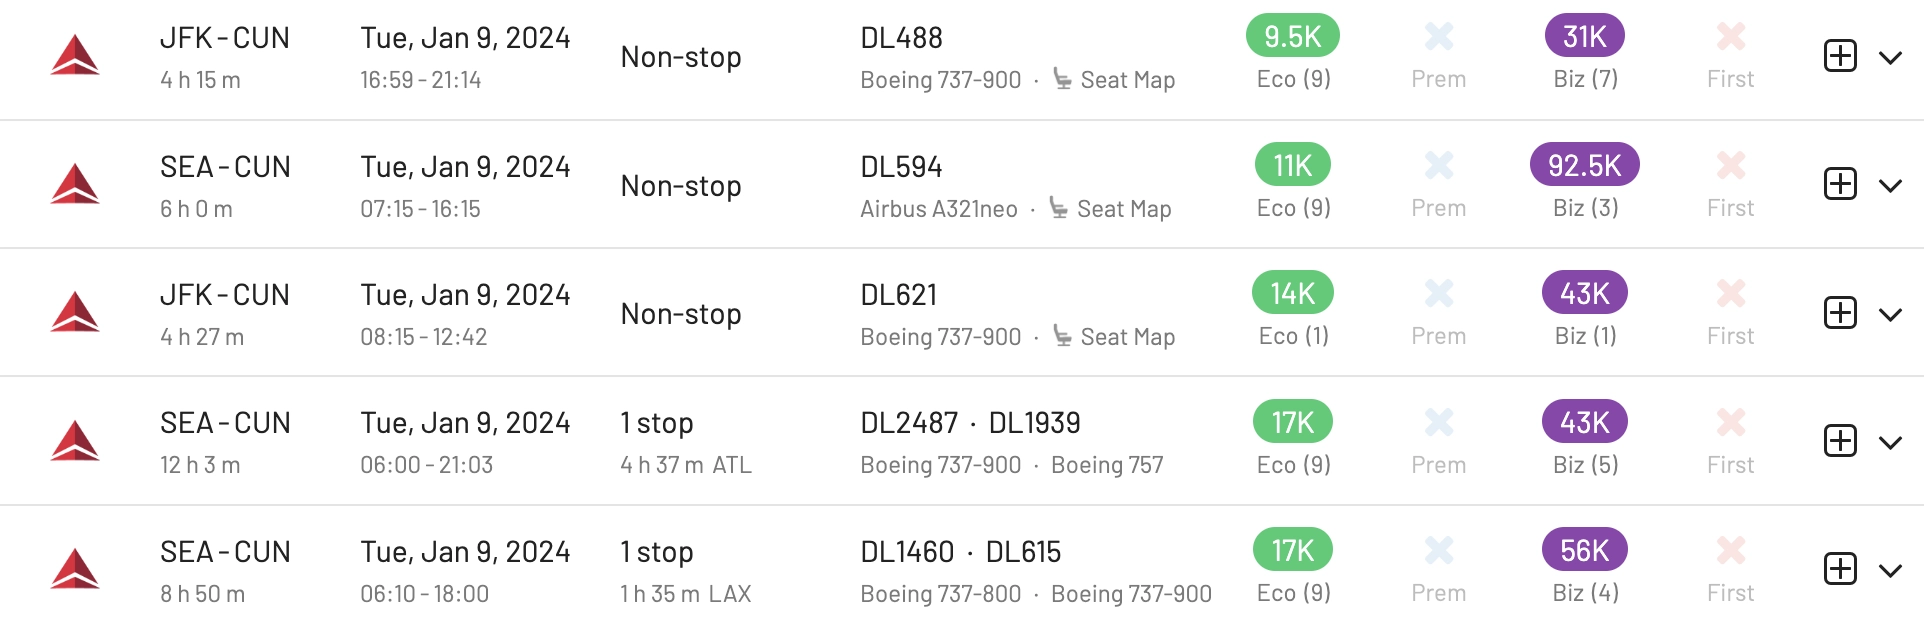 JFK - CUN Tue, Jan 9, 2024 Non-stop DL488 9.5K 31K
4 h 15 m 16:59 - 21:14 Boeing 737-900 · Seat Map Eco (9) Prem Biz (7) First
SEA - CUN Tue, Jan 9, 2024 Non-stop DL594 11K 92.5K
6 h 0 m 07:15 - 16:15 Airbus A321neo · Seat Map Eco (9) Prem Biz (3) First
JFK - CUN Tue, Jan 9, 2024 Non-stop DL621 14K 43K
4 h 27 m 08:15 - 12:42 Boeing 737-900 · Seat Map Eco (1) Prem Biz (1) First
SEA - CUN Tue, Jan 9, 2024 1 stop DL2487 · DL1939 17K 43K
12 h 3 m 06:00 - 21:03 4 h 37 m ATL Boeing 737-900 · Boeing 757 Eco (9) Prem Biz (5) First
SEA - CUN Tue, Jan 9, 2024 1 stop DL1460 · DL615 17K 56K
8 h 50 m 06:10 - 18:00 1 h 35 m LAX Boeing 737-800 · Boeing 737-900 Eco (9) Prem Biz (4) First